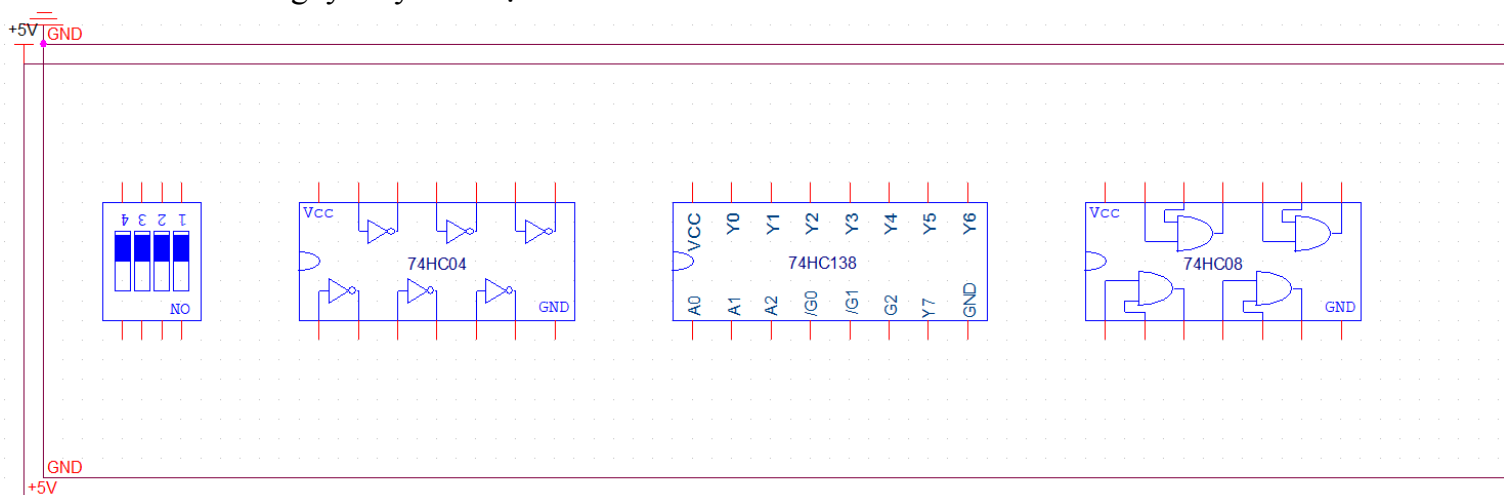 +5V GND
4 3 2 1
ON
Vcc
74HC04
GND
VCC Y0 Y1 Y2 Y3 Y4 Y5 Y6
74HC138
A0 A1 A2 /G0 /G1 G2 Y7 GND
Vcc
74HC08
GND
GND
+5V